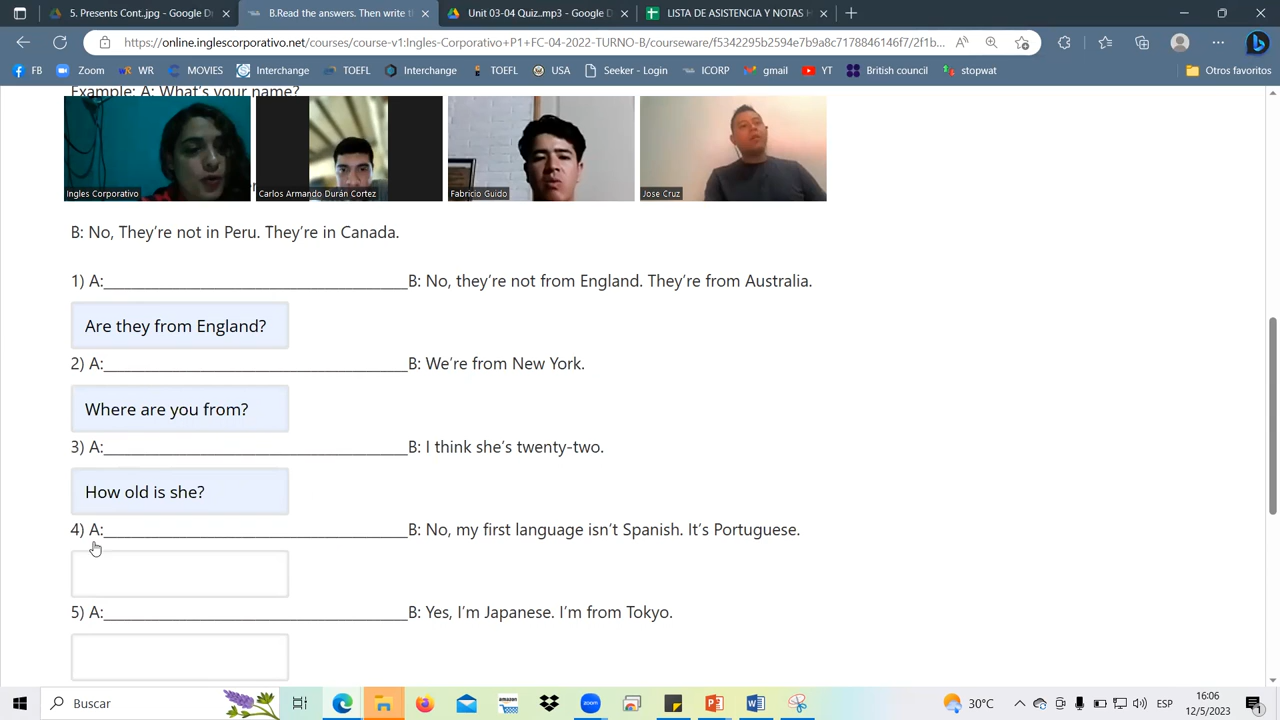 5. Presents Cont.jpg - Google D
B.Read the answers. Then write t
Unit 03-04 Quiz.mp3 - Google D
LISTA DE ASISTENCIA Y NOTAS H
https://online.inglescorporativo.net/courses/course-v1:Ingles-Corporativo+P1+FC-04-2022-TURNO-B/courseware/f5342295b2594e7b9a8c7178846146f7/2f1b...
FB
Zoom
WR
MOVIES
Interchange
TOEFL
Interchange
TOEFL
USA
Seeker - Login
ICORP
gmail
YT
British council
stopwat
Otros favoritos
Example: A: What's your name?
Ingles Corporativo
Carlos Armando Durán Cortez
Fabricio Guido
Jose Cruz
B: No, They're not in Peru. They're in Canada.
1) A:___________________________________B: No, they're not from England. They're from Australia.
Are they from England?
2) A:___________________________________B: We're from New York.
Where are you from?
3) A:___________________________________B: I think she's twenty-two.
How old is she?
4) A:___________________________________B: No, my first language isn't Spanish. It's Portuguese.
5) A:___________________________________B: Yes, I'm Japanese. I'm from Tokyo.
Buscar
30°C
ESP
16:06
12/5/2023